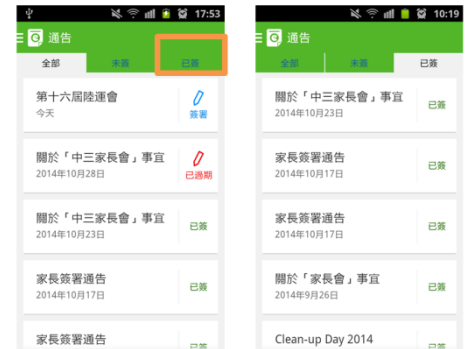 17:53
通告
全部
未簽
已簽
第十六屆陸運會
今天
簽署
關於「中三家長會」事宜
2014年10月28日
已過期
關於「中三家長會」事宜
2014年10月23日
已簽
家長簽署通告
2014年10月17日
已簽
家長簽署通告
已簽
10:19
通告
全部
未簽
已簽
關於「中三家長會」事宜
2014年10月23日
已簽
家長簽署通告
2014年10月17日
已簽
家長簽署通告
2014年10月17日
已簽
關於「家長會」事宜
2014年9月26日
已簽
Clean-up Day 2014
已簽